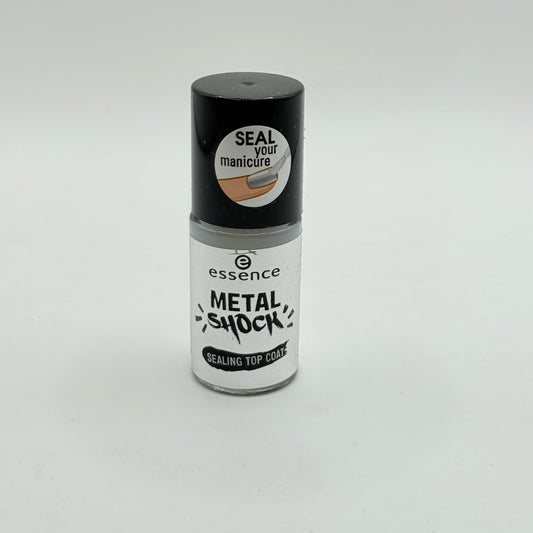 SEAL
your
manicure
e
essence
METAL
SHOCK
SEALING TOP COAT